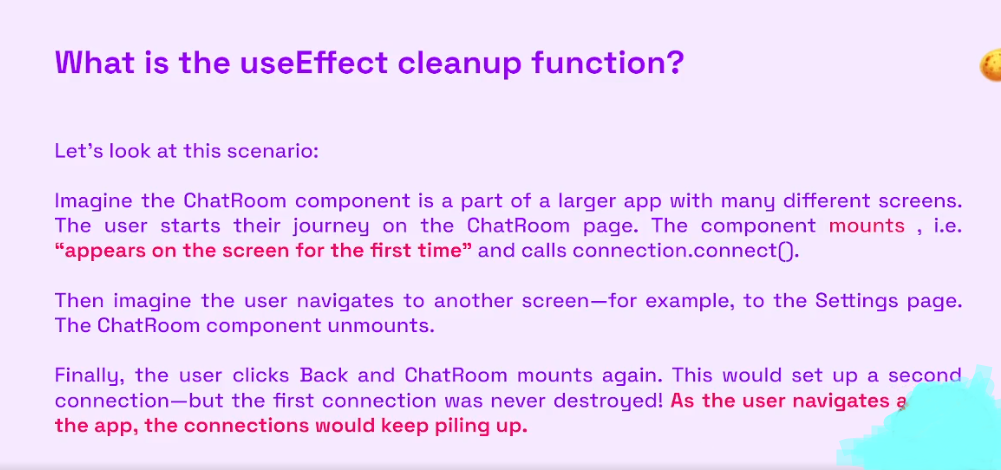 What is the useEffect cleanup function?
Let's look at this scenario:
Imagine the ChatRoom component is a part of a larger app with many different screens.
The user starts their journey on the ChatRoom page. The component mounts , i.e.
“appears on the screen for the first time” and calls connection.connect().
Then imagine the user navigates to another screen—for example, to the Settings page.
The ChatRoom component unmounts.
Finally, the user clicks Back and ChatRoom mounts again. This would set up a second
connection—but the first connection was never destroyed! As the user navigates
the app, the connections would keep piling up.